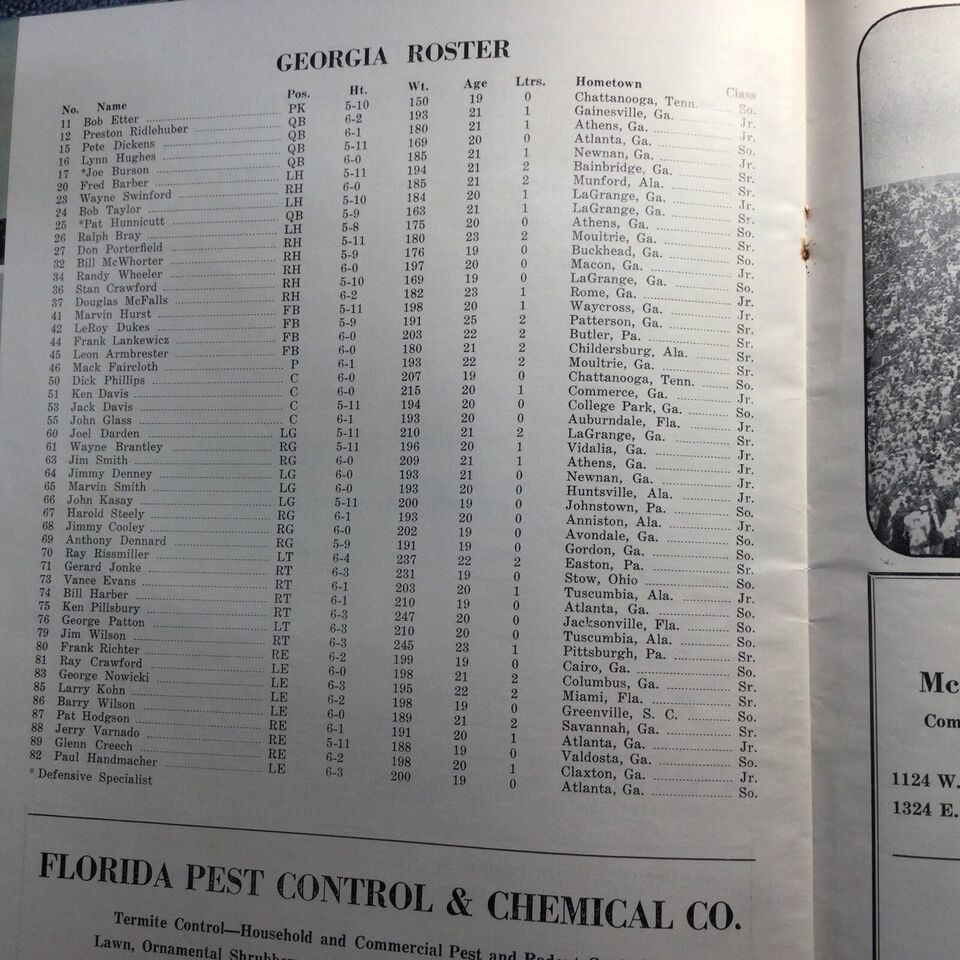 GEORGIA ROSTER
No. Name Pos. Ht. Wt. Age Ltrs. Hometown Class
11 Bob Etter PK 5-10 150 19 0 Chattanooga, Tenn. So.
12 Preston Ridlehuber QB 6-2 193 21 1 Gainesville, Ga. Jr.
15 Pete Dickens QB 6-1 180 21 1 Athens, Ga. Jr.
16 Lynn Hughes QB 5-11 169 20 0 Atlanta, Ga. So.
17 *Joe Burson QB 6-0 185 21 1 Newnan, Ga. Jr.
20 Fred Barber LH 5-11 194 21 2 Bainbridge, Ga. Sr.
23 Wayne Swinford RH 6-0 185 21 2 Munford, Ala. Sr.
24 Bob Taylor LH 5-10 184 20 1 LaGrange, Ga. Jr.
25 *Pat Hunnicutt QB 5-9 163 21 1 LaGrange, Ga. Sr.
26 Ralph Bray LH 5-8 175 20 0 Athens, Ga. So.
27 Don Porterfield RH 5-11 180 23 2 Moultrie, Ga. Sr.
32 Bill McWhorter RH 5-9 176 19 0 Buckhead, Ga. So.
34 Randy Wheeler RH 6-0 197 20 0 Macon, Ga. Jr.
36 Stan Crawford RH 5-10 169 19 0 LaGrange, Ga. So.
37 Douglas McFalls RH 6-2 182 23 1 Rome, Ga. Jr.
41 Marvin Hurst FB 5-11 198 20 1 Waycross, Ga. Jr.
42 LeRoy Dukes FB 5-9 191 25 2 Patterson, Ga. Sr.
44 Frank Lankewicz FB 6-0 203 22 2 Butler, Pa. Sr.
45 Leon Armbrester FB 6-0 180 21 2 Childersburg, Ala. Sr.
46 Mack Faircloth P 6-1 193 22 2 Moultrie, Ga. Sr.
50 Dick Phillips C 6-0 207 19 0 Chattanooga, Tenn. So.
51 Ken Davis C 6-0 215 20 1 Commerce, Ga. Jr.
53 Jack Davis C 5-11 194 20 0 College Park, Ga. So.
55 John Glass C 6-1 193 20 0 Auburndale, Fla. Jr.
60 Joel Darden LG 5-11 210 21 2 LaGrange, Ga. Sr.
61 Wayne Brantley RG 5-11 196 20 1 Vidalia, Ga. Jr.
63 Jim Smith RG 6-0 209 21 1 Athens, Ga. Jr.
64 Jimmy Denney LG 6-0 193 21 0 Newnan, Ga. Jr.
65 Marvin Smith LG 6-0 193 20 0 Huntsville, Ala. Jr.
66 John Kasay LG 5-11 200 19 0 Johnstown, Pa. So.
67 Harold Steely RG 6-1 193 20 0 Anniston, Ala. Jr.
68 Jimmy Cooley RG 6-0 202 19 0 Avondale, Ga. So.
69 Anthony Dennard RG 5-9 191 19 0 Gordon, Ga. So.
70 Ray Rissmiller LT 6-4 237 22 2 Easton, Pa. Sr.
71 Gerard Jonke RT 6-3 231 19 0 Stow, Ohio So.
73 Vance Evans RT 6-1 203 20 1 Tuscumbia, Ala. Jr.
74 Bill Harber RT 6-1 210 19 0 Atlanta, Ga. So.
75 Ken Pillsbury RT 6-3 247 20 0 Jacksonville, Fla. So.
76 George Patton LT 6-3 210 20 0 Tuscumbia, Ala. So.
79 Jim Wilson RT 6-3 245 23 1 Pittsburgh, Pa. Sr.
80 Frank Richter RE 6-2 199 19 0 Cairo, Ga. So.
81 Ray Crawford LE 6-0 198 21 2 Columbus, Ga. Sr.
83 George Nowicki LE 6-3 195 22 2 Miami, Fla. Sr.
85 Larry Kohn LE 6-2 198 19 0 Greenville, S. C. So.
86 Barry Wilson LE 6-0 189 21 2 Savannah, Ga. Sr.
87 Pat Hodgson RE 6-1 191 20 1 Atlanta, Ga. Jr.
88 Jerry Varnado RE 5-11 188 19 0 Valdosta, Ga. So.
89 Glenn Creech RE 6-2 198 20 1 Claxton, Ga. Jr.
82 Paul Handmacher LE 6-3 200 19 0 Atlanta, Ga. So.
* Defensive Specialist
FLORIDA PEST CONTROL & CHEMICAL CO.
Termite Control—Household and Commercial Pest and
Lawn, Ornamental
Mc
Com
1124 W.
1324 E.